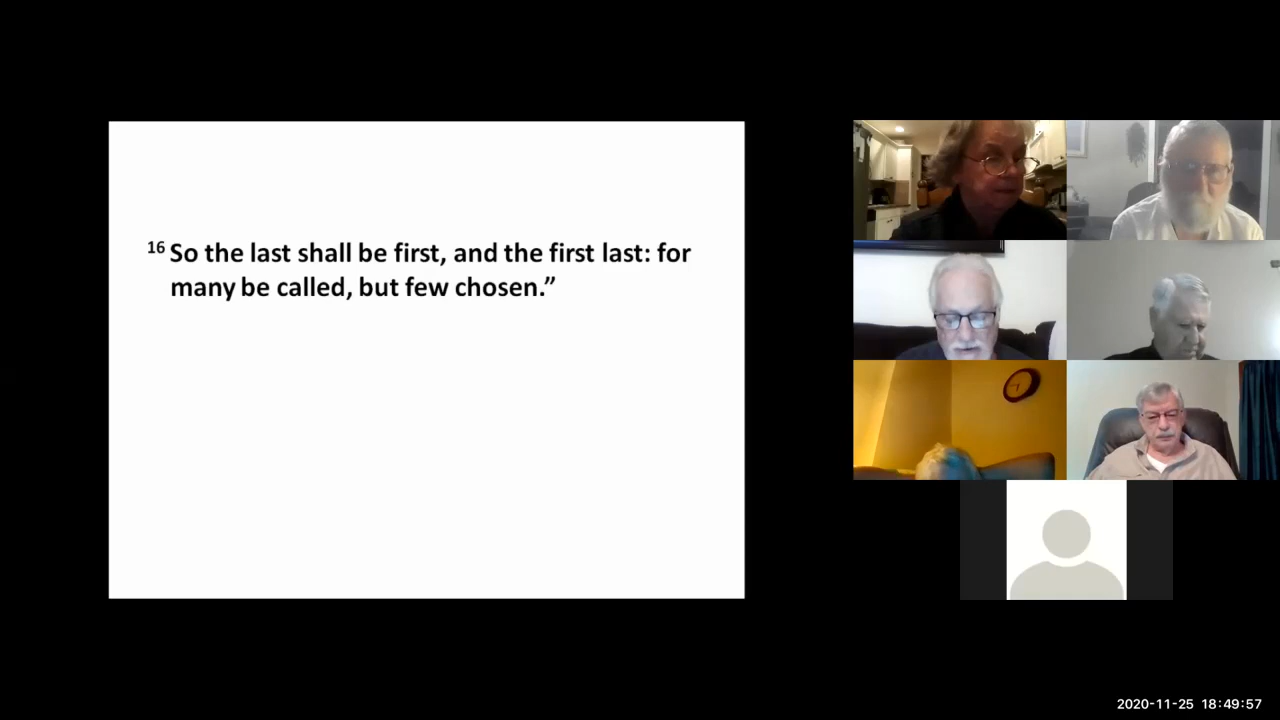 16 So the last shall be first, and the first last: for
many be called, but few chosen.”
2020-11-25 18:49:57